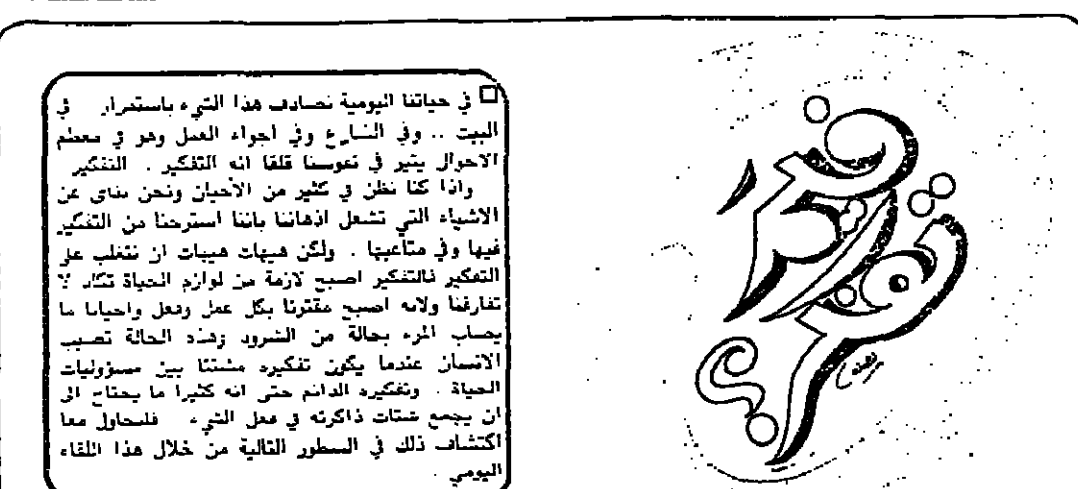 □ في حياتنا اليومية نصادف هذا الشيء باستمرار في
البيت .. وفي الشارع وفي اجواء العمل وهو في معظم
الاحوال يثير في نفوسنا قلقا انه التفكير . التفكير
واذا كنا نظن في كثير من الأحيان ونحن بمنأى عن
الاشياء التي تشغل اذهاننا باننا استرحنا من التفكير
فيها وفي متاعبها . ولكن هيهات هيهات ان نتغلب على
التفكير فالتفكير اصبح لازمة من لوازم الحياة تكاد لا
تفارقنا ولانه اصبح مقترنا بكل عمل وفعل واحيانا ما
يصاب المرء بحالة من الشرود وهذه الحالة تصيب
الانسان عندما يكون تفكيره مشتتا بين مسؤوليات
الحياة . وتفكيره الدائم حتى انه كثيرا ما يحتاج الى
ان يجمع شتات ذاكرته في فعل الشيء فلنحاول معا
اكتشاف ذلك في السطور التالية من خلال هذا اللقاء
اليومي .